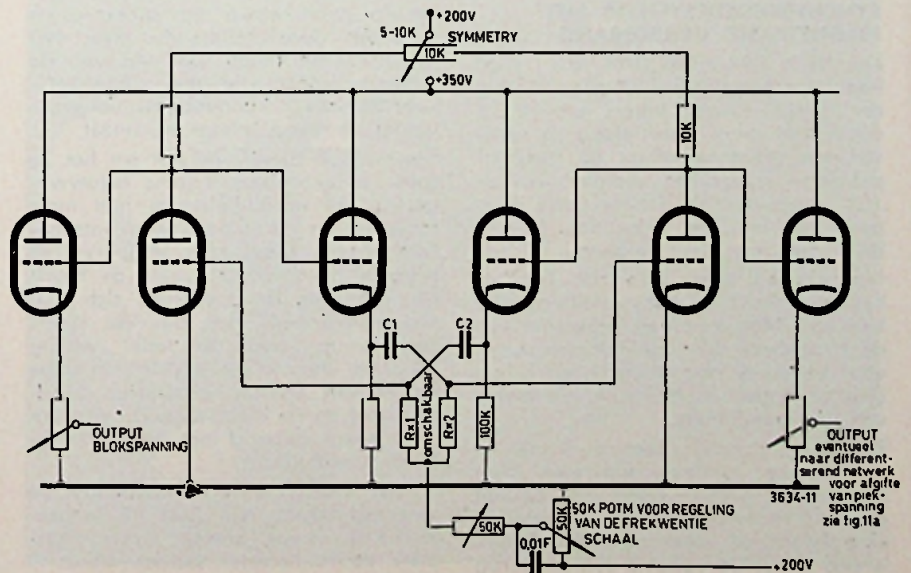 +200V
5-10K
SYMMETRY
10K
+350V
10K
C1
C2
omschak.baar
Rx1
Rx2
100K
OUTPUT
BLOKSPANNING
OUTPUT
eventueel
naar different-
serend netwerk
voor afgifte
van piek-
spanning
zie fig.11a
3634-11
50K
50K
50K POTM VOOR REGELING
VAN DE FREKWENTIE
SCHAAL
0,01F
+200V